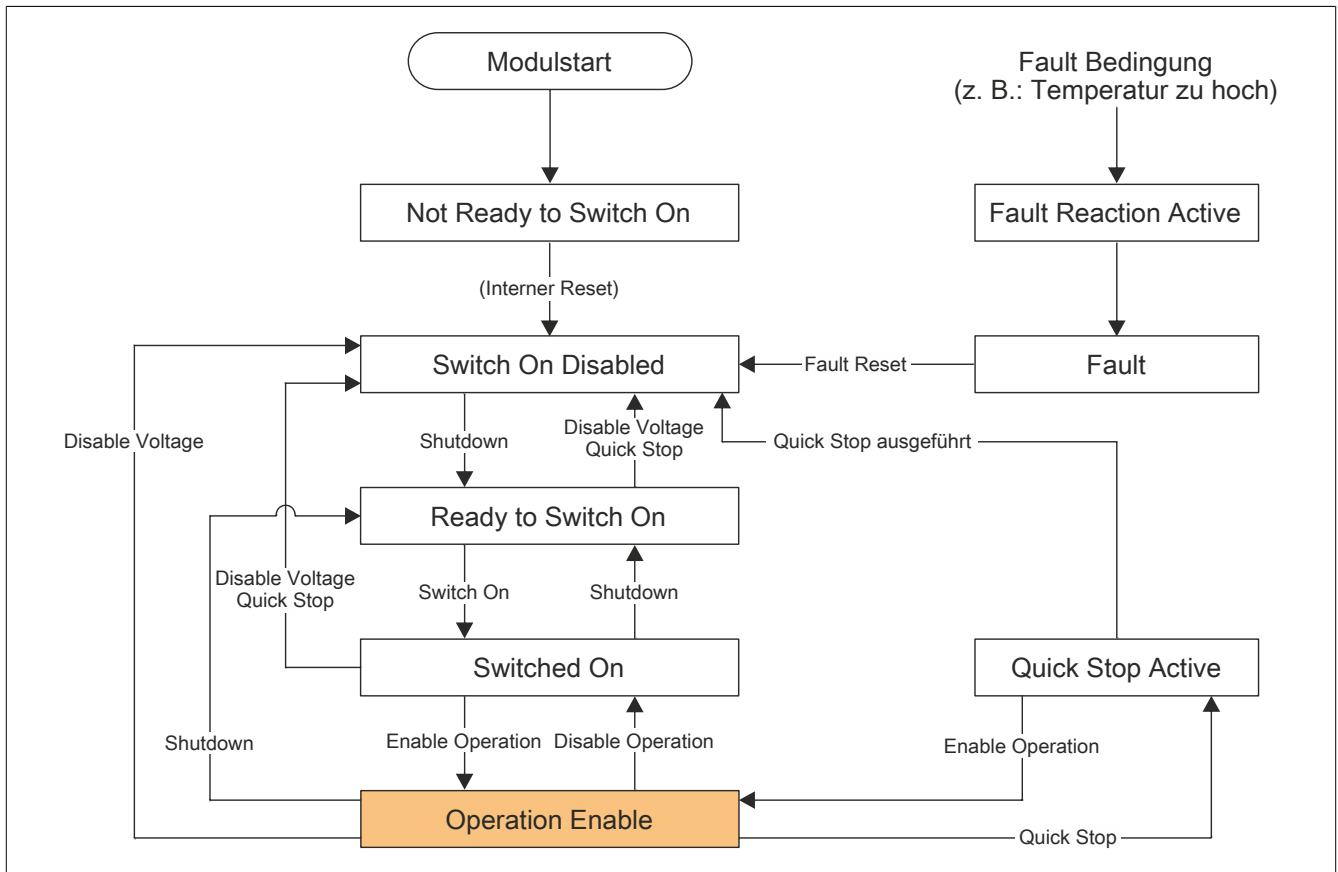 Modulstart
Fault Bedingung
(z. B.: Temperatur zu hoch)
Not Ready to Switch On
Fault Reaction Active
(Interner Reset)
Switch On Disabled
Fault Reset
Fault
Disable Voltage
Shutdown
Disable Voltage
Quick Stop
Quick Stop ausgeführt
Ready to Switch On
Disable Voltage
Quick Stop
Switch On
Shutdown
Switched On
Quick Stop Active
Shutdown
Enable Operation
Disable Operation
Enable Operation
Operation Enable
Quick Stop